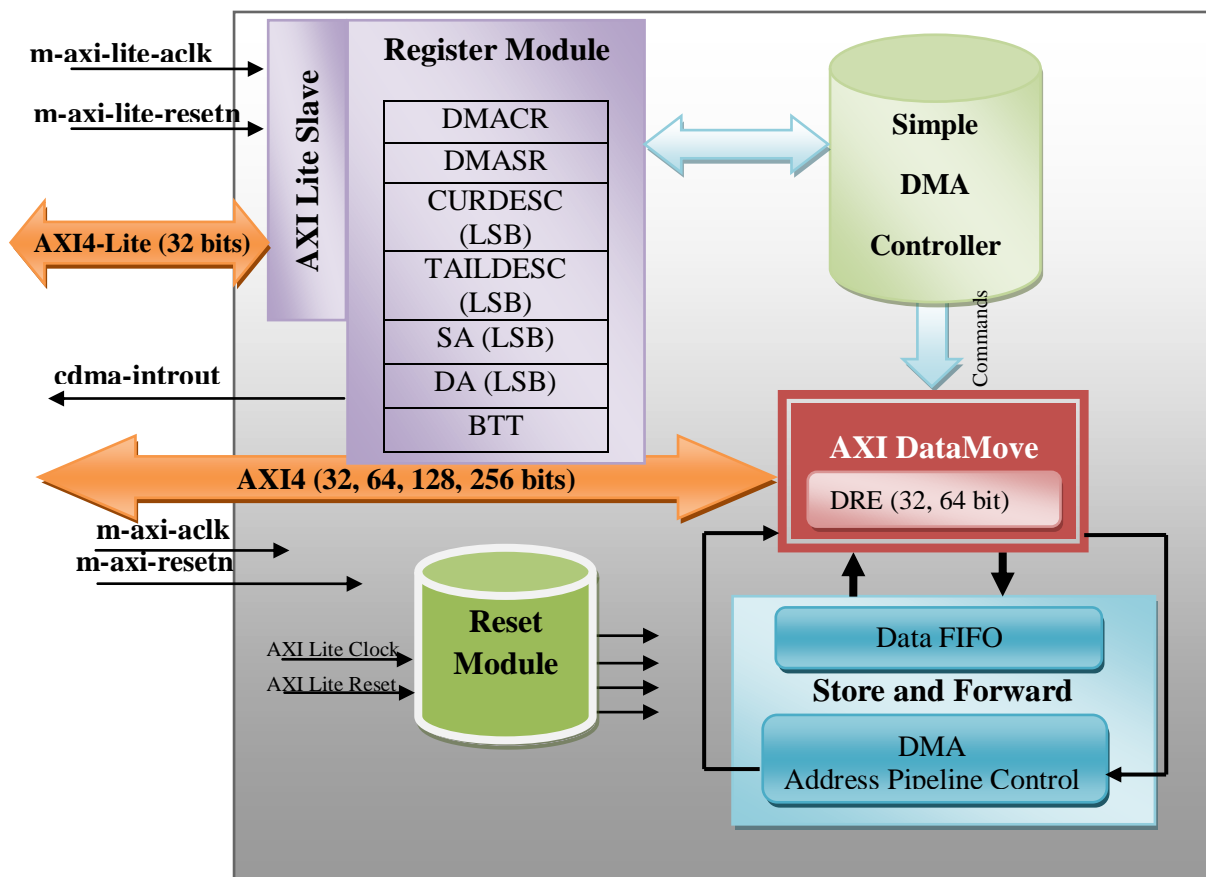 m-axi-lite-aclk
m-axi-lite-resetn
AXI4-Lite (32 bits)
AXI Lite Slave
Register Module
DMACR
DMASR
CURDESC
(LSB)
TAILDESC
(LSB)
SA (LSB)
DA (LSB)
BTT
Simple
DMA
Controller
Commands
cdma-introut
AXI4 (32, 64, 128, 256 bits)
AXI DataMove
DRE (32, 64 bit)
m-axi-aclk
m-axi-resetn
Reset
Module
AXI Lite Clock
AXI Lite Reset
Data FIFO
Store and Forward
DMA
Address Pipeline Control